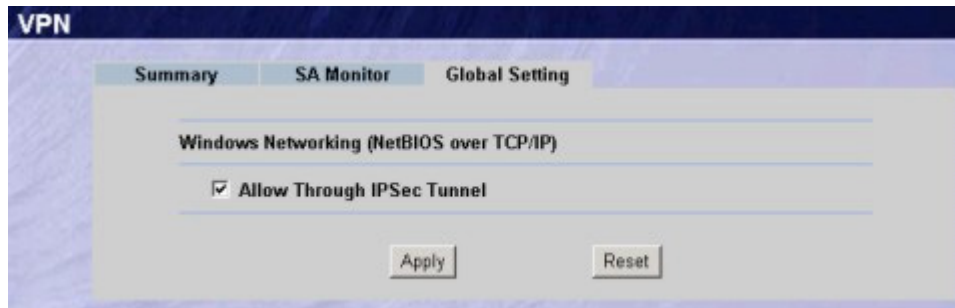 VPN
Summary SA Monitor Global Setting
Windows Networking (NetBIOS over TCP/IP)
Allow Through IPSec Tunnel
Apply Reset